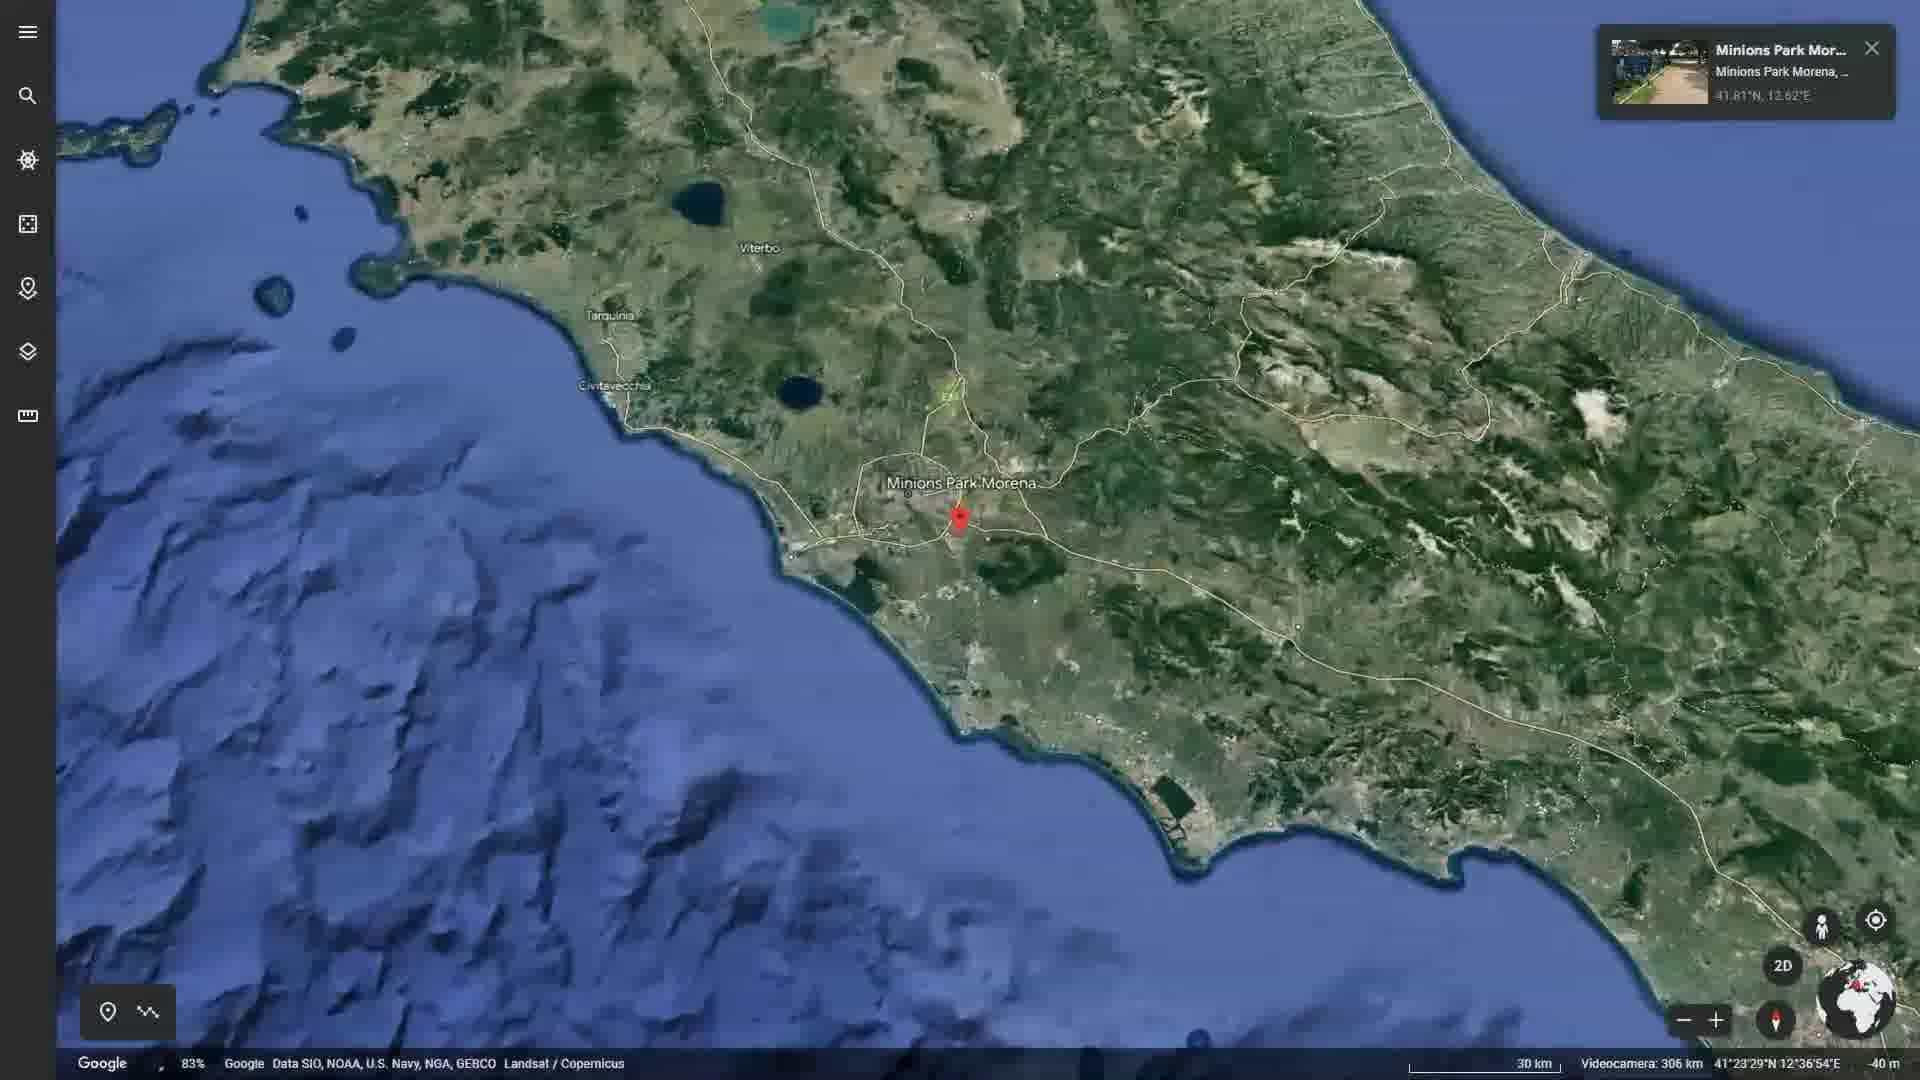 Minions Park Mor...
Minions Park Morena, ...
41.81°N, 12.62°E
Viterbo
Tarquinia
Civitavecchia
Minions Park Morena
2D
Google 83% Google Data SIO, NOAA, U.S. Navy, NGA, GEBCO Landsat / Copernicus 30 km Videocamera: 306 km 41°23'29"N 12°36'54"E -40 m